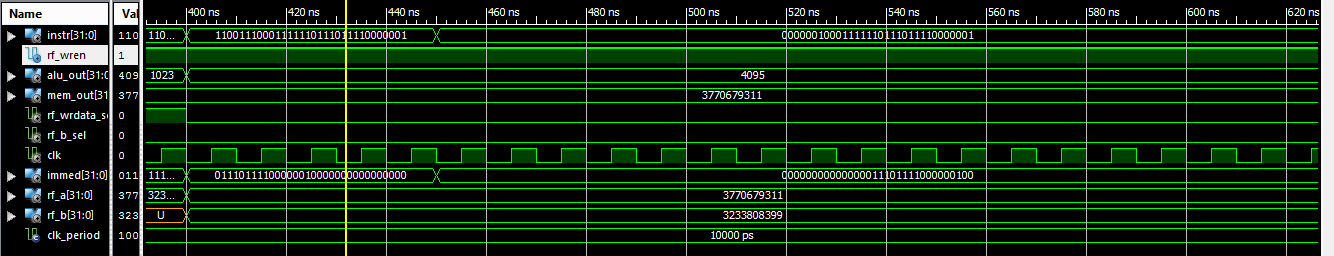 Name Val 400 ns 420 ns 440 ns 460 ns 480 ns 500 ns 520 ns 540 ns 560 ns 580 ns 600 ns 620 ns
instr[31:0] 110 110... 11001110001111110111011110000001 00000010001111110111011110000001
rf_wren 1
alu_out[31:0 409 1023 4095
mem_out[31: 377 3770679311
rf_wrdata_s 0
rf_b_sel 0
clk 0
immed[31:0] 011 111... 01110111100000010000000000000000 00000000000000011101111000000100
rf_a[31:0] 377 323... 3770679311
rf_b[31:0] 323 U 3233808399
clk_period 100 10000 ps